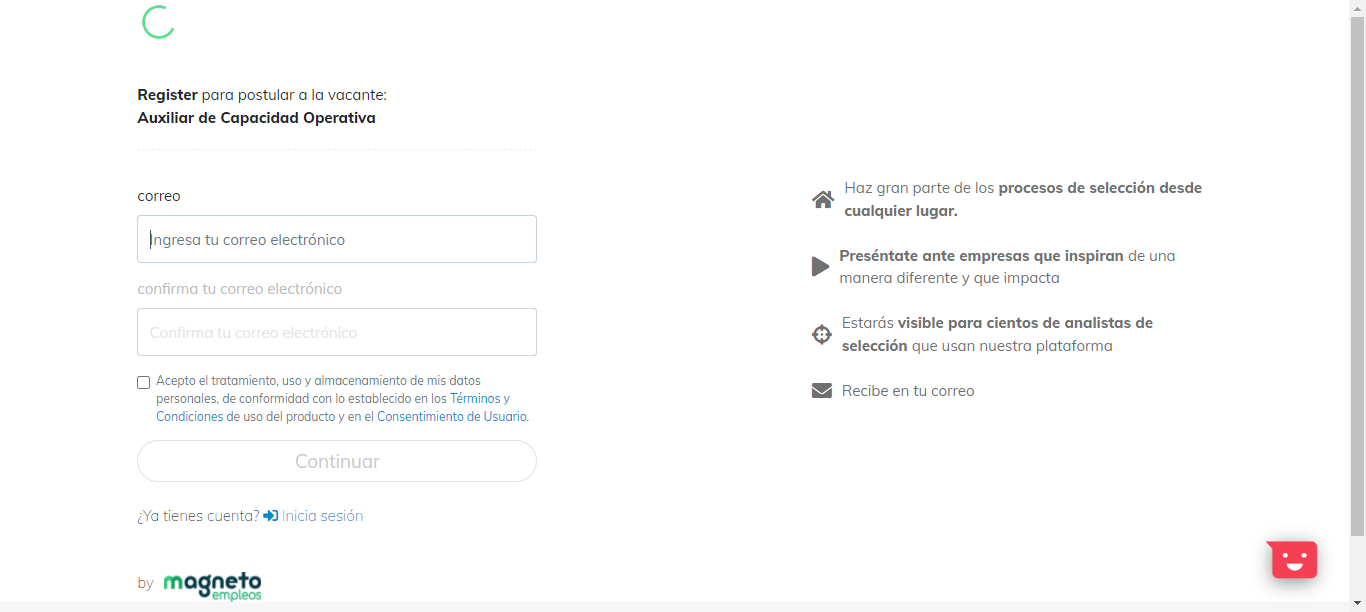 Register para postular a la vacante:
Auxiliar de Capacidad Operativa
correo
Ingresa tu correo electrónico
confirma tu correo electrónico
Confirma tu correo electrónico
Acepto el tratamiento, uso y almacenamiento de mis datos
personales, de conformidad con lo establecido en los Términos y
Condiciones de uso del producto y en el Consentimiento de Usuario.
Continuar
¿Ya tienes cuenta? Inicia sesión
by magneto
empleos
Haz gran parte de los procesos de selección desde
cualquier lugar.
Preséntate ante empresas que inspiran de una
manera diferente y que impacta
Estarás visible para cientos de analistas de
selección que usan nuestra plataforma
Recibe en tu correo